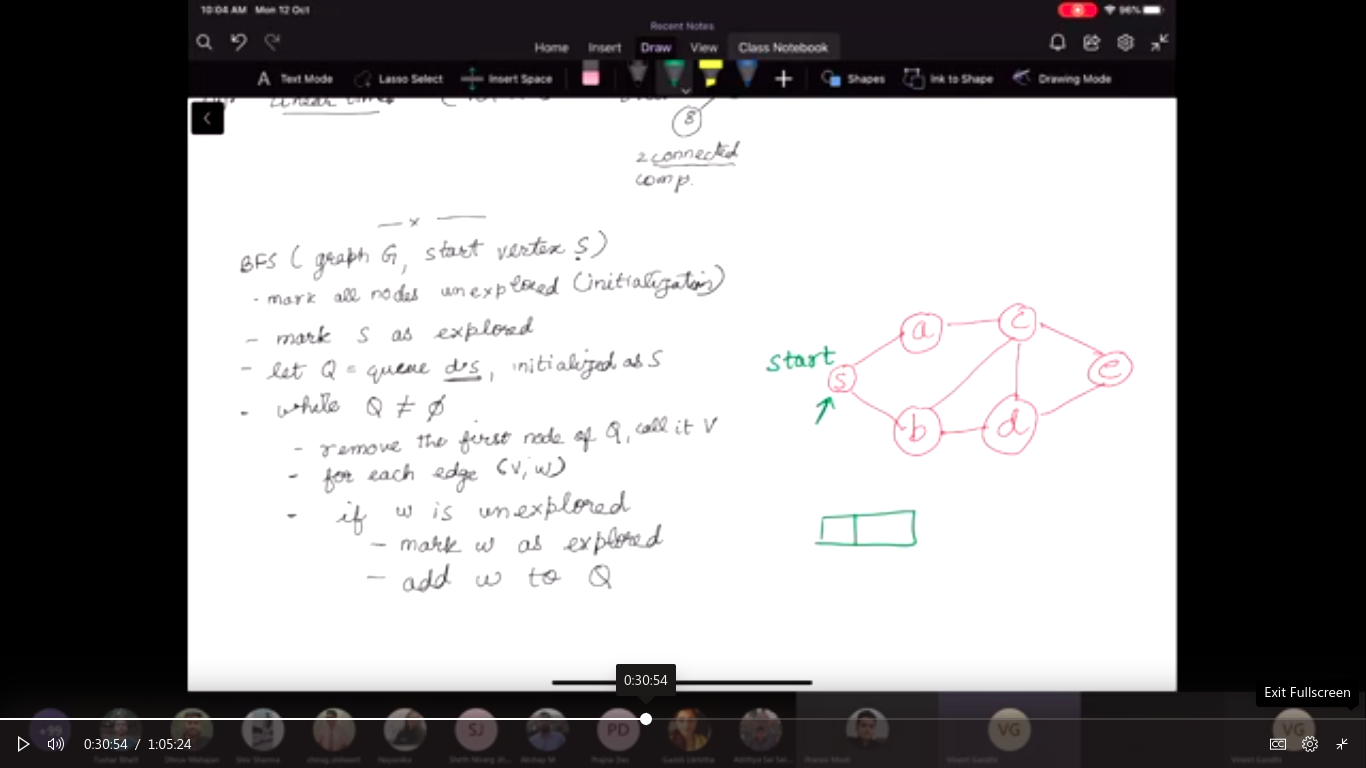 10:04 AM Mon 12 Oct
96%
Recent Notes
Home Insert Draw View Class Notebook
Text Mode Lasso Select Insert Space Shapes Ink to Shape Drawing Mode
Linear time
8
2 connected
comp.
BFS ( graph G, start vertex S)
- mark all nodes unexplored (initialization)
- mark S as explored
- let Q = queue d.s, initialized as S
- while Q ≠ ∅
- remove the first node of Q, call it V
- for each edge (v, w)
- if w is unexplored
- mark w as explored
- add w to Q
start
s
a
c
e
b
d
0:30:54
Exit Fullscreen
SJ
PD
VG
VG
0:30:54 / 1:05:24
CC